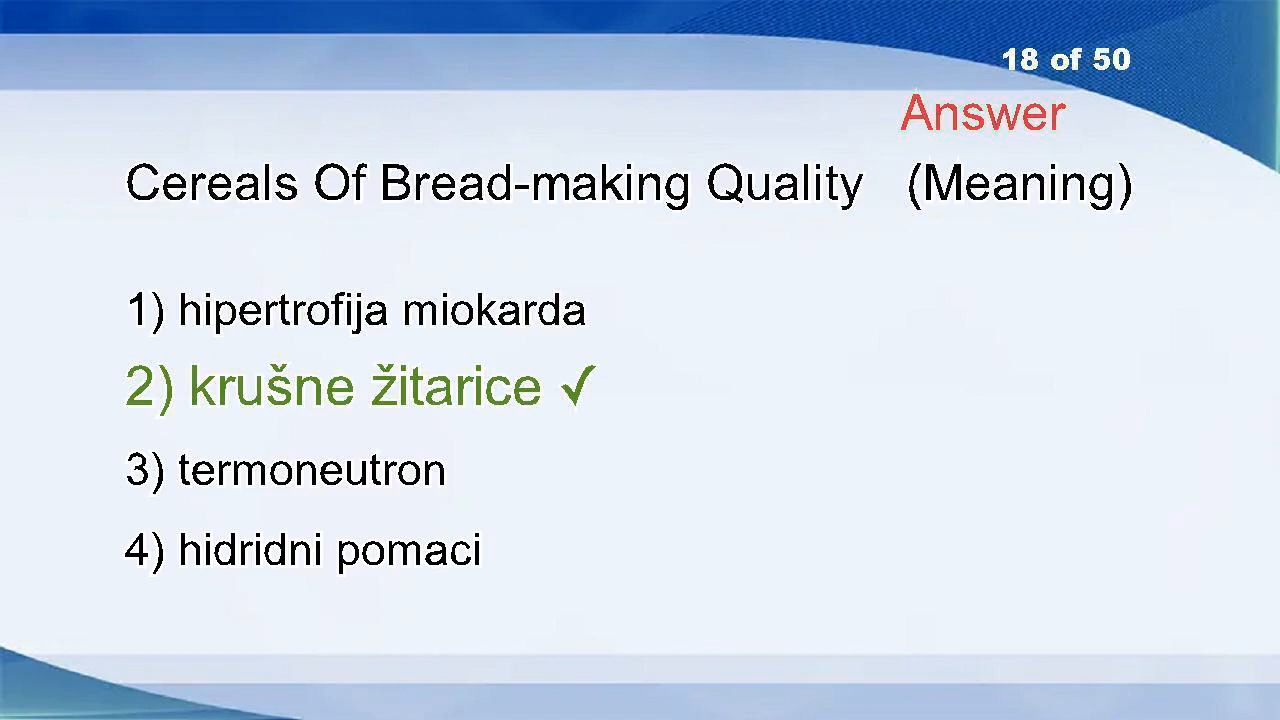 18 of 50
Answer
Cereals Of Bread-making Quality (Meaning)
1) hipertrofija miokarda
2) krušne žitarice ✓
3) termoneutron
4) hidridni pomaci